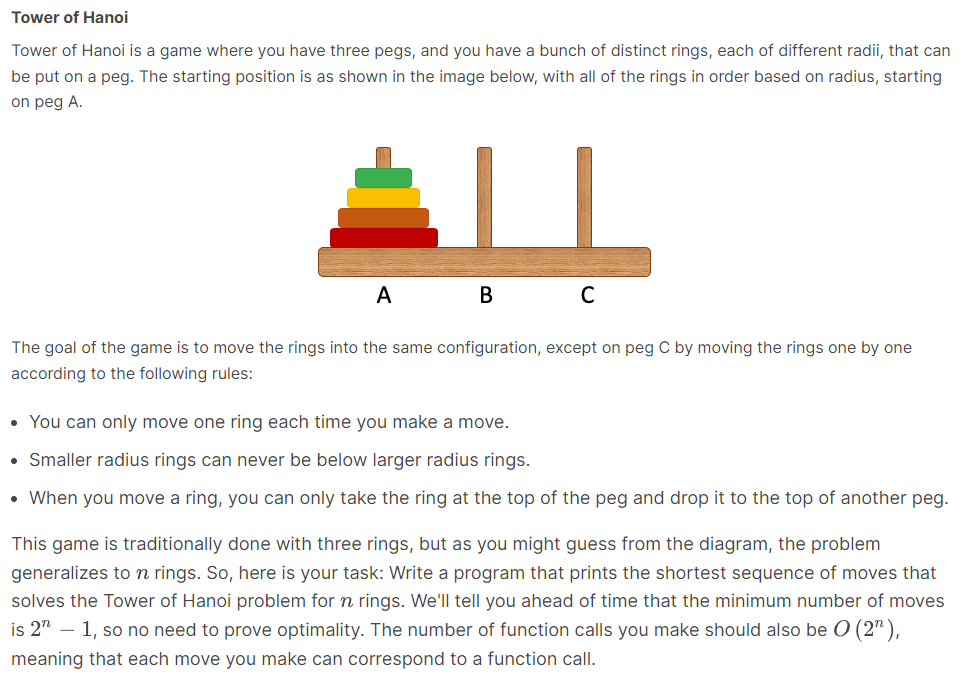 Tower of Hanoi
Tower of Hanoi is a game where you have three pegs, and you have a bunch of distinct rings, each of different radii, that can
be put on a peg. The starting position is as shown in the image below, with all of the rings in order based on radius, starting
on peg A.
A B C
The goal of the game is to move the rings into the same configuration, except on peg C by moving the rings one by one
according to the following rules:
• You can only move one ring each time you make a move.
• Smaller radius rings can never be below larger radius rings.
• When you move a ring, you can only take the ring at the top of the peg and drop it to the top of another peg.
This game is traditionally done with three rings, but as you might guess from the diagram, the problem
generalizes to n rings. So, here is your task: Write a program that prints the shortest sequence of moves that
solves the Tower of Hanoi problem for n rings. We'll tell you ahead of time that the minimum number of moves
is 2ⁿ − 1, so no need to prove optimality. The number of function calls you make should also be O (2ⁿ),
meaning that each move you make can correspond to a function call.